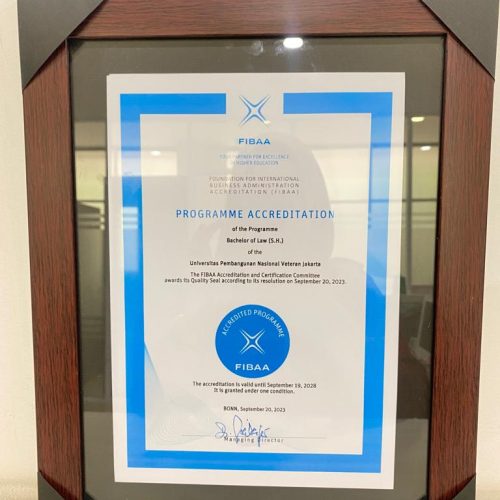 FIBAA
YOUR PARTNER FOR EXCELLENCE
IN HIGHER EDUCATION
FOUNDATION FOR INTERNATIONAL
BUSINESS ADMINISTRATION
ACCREDITATION (FIBAA)
PROGRAMME ACCREDITATION
of the Programme
Bachelor of Law (S.H.)
of the
Universitas Pembangunan Nasional Veteran Jakarta
The FIBAA Accreditation and Certification Committee
awards its Quality Seal according to its resolution on September 20, 2023.
ACCREDITED PROGRAMME
FIBAA
The accreditation is valid until September 19, 2028
It is granted under one condition.
BONN, September 20, 2023
Managing Director